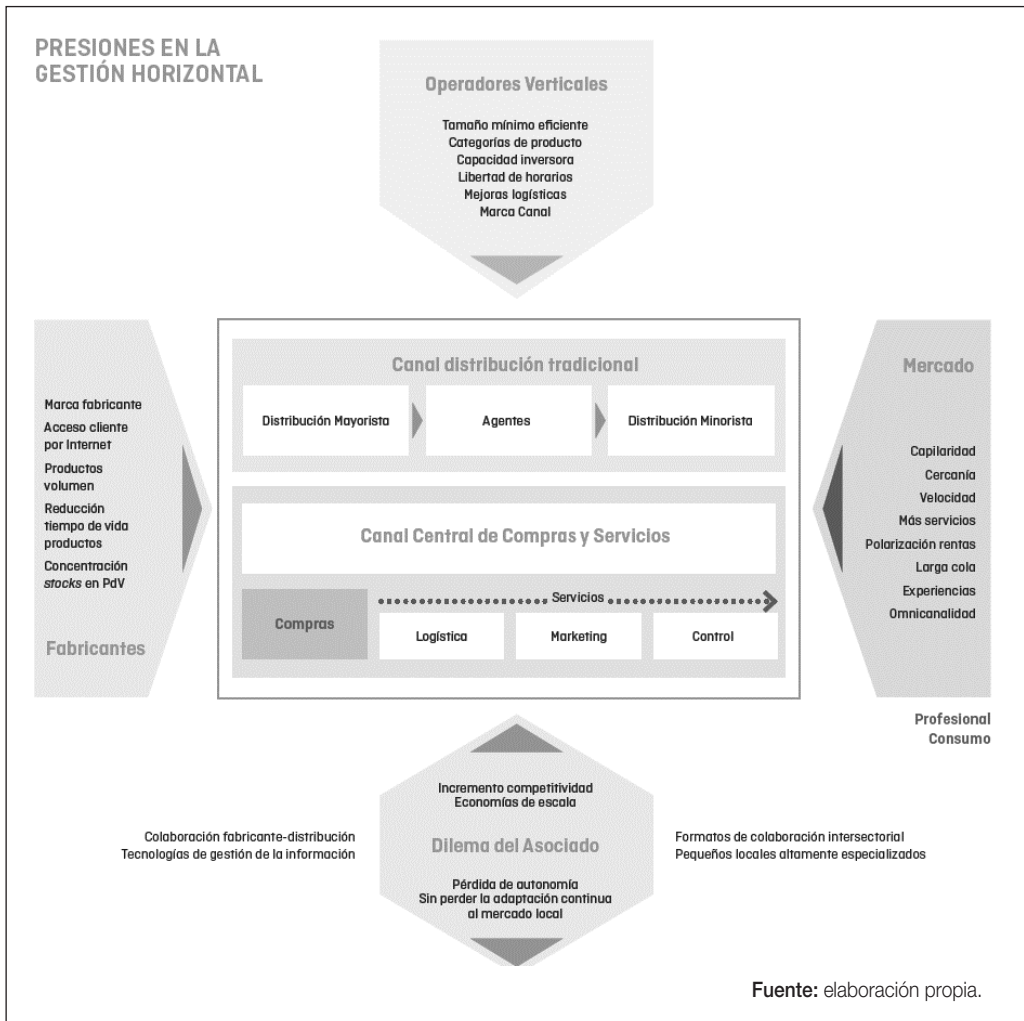 PRESIONES EN LA
GESTIÓN HORIZONTAL
Operadores Verticales
Tamaño mínimo eficiente
Categorías de producto
Capacidad inversora
Libertad de horarios
Mejoras logísticas
Marca Canal
Marca fabricante
Acceso cliente
por Internet
Productos
volumen
Reducción
tiempo de vida
productos
Concentración
stocks en PdV
Fabricantes
Canal distribución tradicional
Distribución Mayorista
Agentes
Distribución Minorista
Canal Central de Compras y Servicios
Compras
Servicios
Logística
Marketing
Control
Mercado
Capilaridad
Cercanía
Velocidad
Más servicios
Polarización rentas
Larga cola
Experiencias
Omnicanalidad
Profesional
Consumo
Colaboración fabricante-distribución
Tecnologías de gestión de la información
Incremento competitividad
Economías de escala
Dilema del Asociado
Pérdida de autonomía
Sin perder la adaptación continua
al mercado local
Formatos de colaboración intersectorial
Pequeños locales altamente especializados
Fuente: elaboración propia.